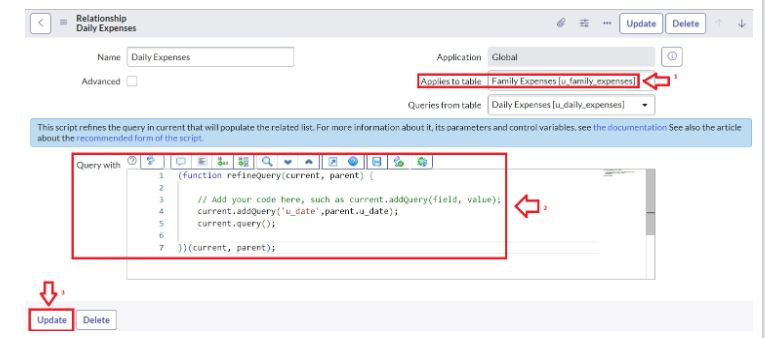 Relationship
Daily Expenses
Update
Delete
Name Daily Expenses
Application Global
Advanced
Applies to table Family Expenses [u_family_expenses]
1
Queries from table Daily Expenses [u_daily_expenses]
This script refines the query in current that will populate the related list. For more information about it, its parameters and control variables, see the documentation See also the article
about the recommended form of the script.
Query with
1 (function refineQuery(current, parent) {
2
3 // Add your code here, such as current.addQuery(field, value);
4 current.addQuery('u_date',parent.u_date);
5 current.query();
6
7 })(current, parent);
2
3
Update
Delete